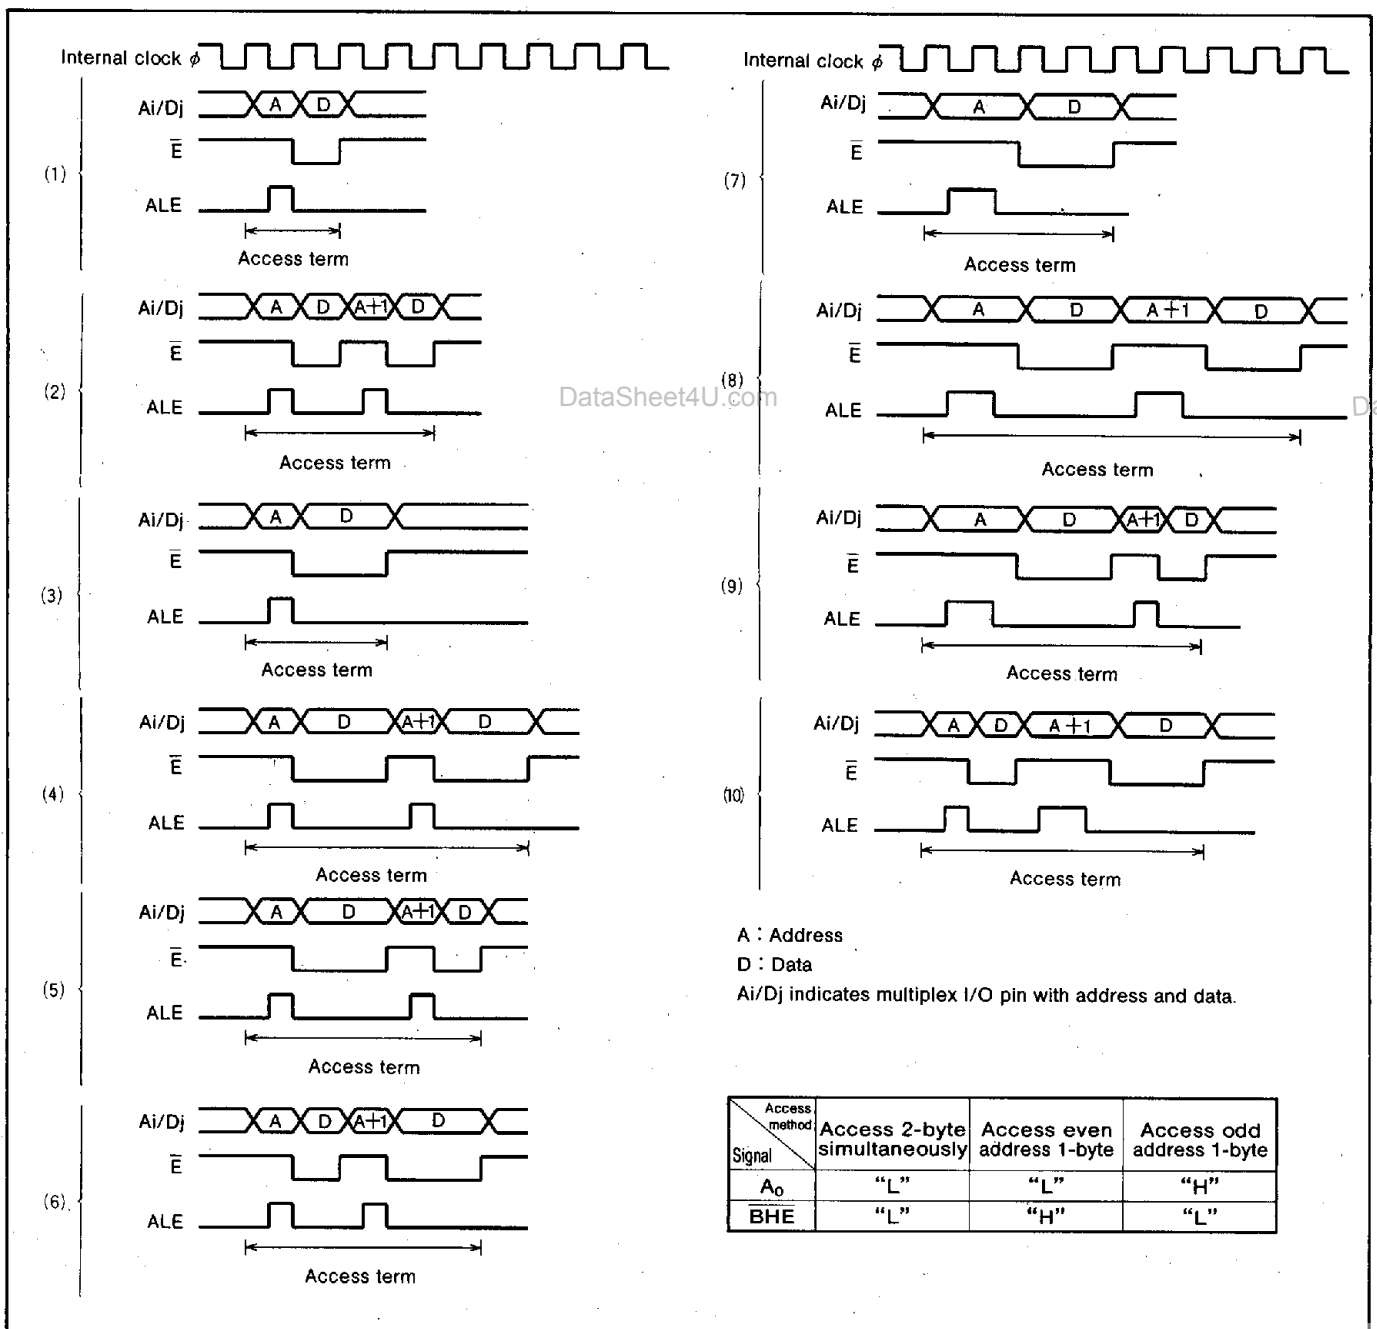 Internal clock ϕ
(1)
Ai/Dj A D
E
ALE
Access term
(2)
Ai/Dj A D A+1 D
E
ALE
Access term
(3)
Ai/Dj A D
E
ALE
Access term
(4)
Ai/Dj A D A+1 D
E
ALE
Access term
(5)
Ai/Dj A D A+1 D
E
ALE
Access term
(6)
Ai/Dj A D A+1 D
E
ALE
Access term
DataSheet4U.com
Internal clock ϕ
(7)
Ai/Dj A D
E
ALE
Access term
(8)
Ai/Dj A D A+1 D
E
ALE
Da
Access term
(9)
Ai/Dj A D A+1 D
E
ALE
Access term
(10)
Ai/Dj A D A+1 D
E
ALE
Access term
A : Address
D : Data
Ai/Dj indicates multiplex I/O pin with address and data.
Access method
Signal
Access 2-byte simultaneously
Access even address 1-byte
Access odd address 1-byte
A0 “L” “L” “H”
BHE “L” “H” “L”